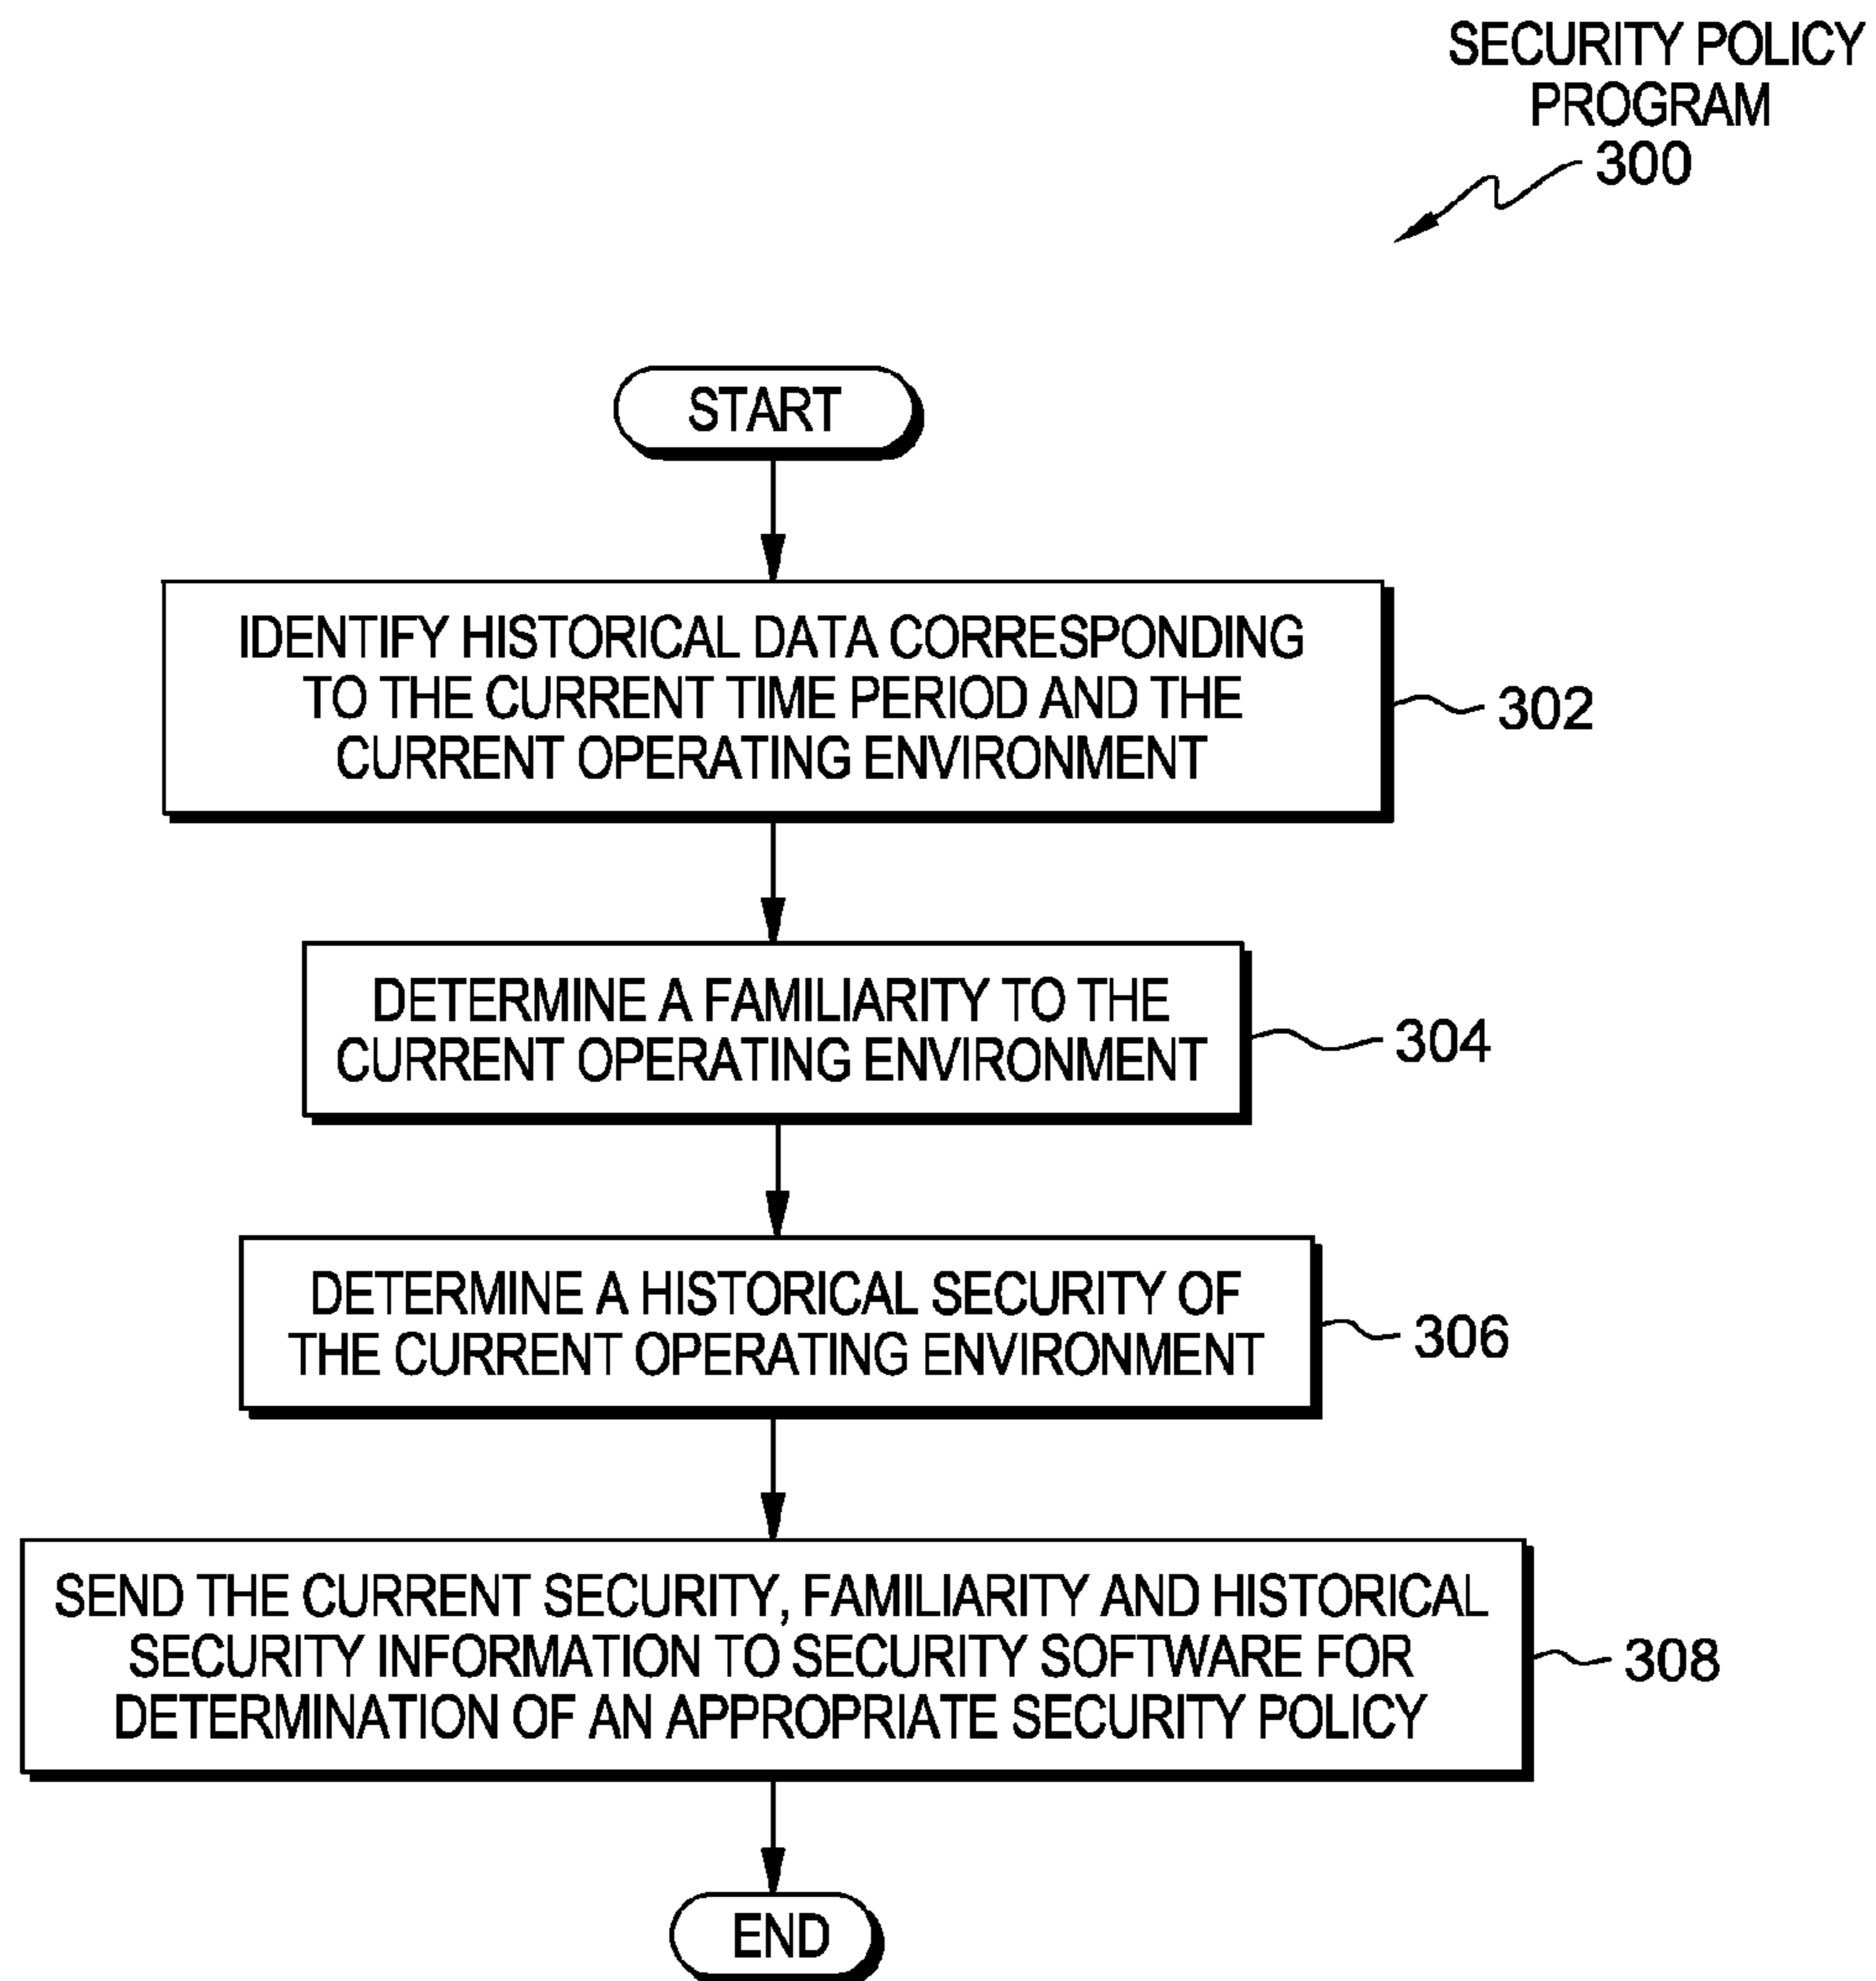 SECURITY POLICY
PROGRAM
300
START
IDENTIFY HISTORICAL DATA CORRESPONDING
TO THE CURRENT TIME PERIOD AND THE
CURRENT OPERATING ENVIRONMENT
302
DETERMINE A FAMILIARITY TO THE
CURRENT OPERATING ENVIRONMENT
304
DETERMINE A HISTORICAL SECURITY OF
THE CURRENT OPERATING ENVIRONMENT
306
SEND THE CURRENT SECURITY, FAMILIARITY AND HISTORICAL
SECURITY INFORMATION TO SECURITY SOFTWARE FOR
DETERMINATION OF AN APPROPRIATE SECURITY POLICY
308
END